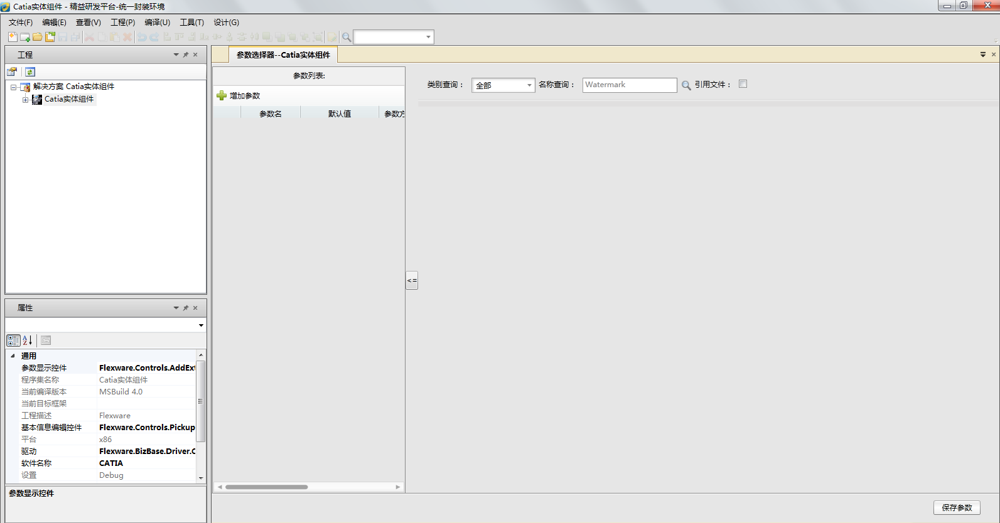 Catia实体组件 - 精益研发平台-统一封装环境
文件(F) 编辑(E) 查看(V) 工程(P) 编译(U) 工具(T) 设计(G)
工程
解决方案 Catia实体组件
Catia实体组件
属性
通用
参数显示控件 Flexware.Controls.AddExt
程序集名称 Catia实体组件
当前编译版本 MSBuild 4.0
当前目标框架
工程描述 Flexware
基本信息编辑控件 Flexware.Controls.Pickup
平台 x86
驱动 Flexware.BizBase.Driver.C
软件名称 CATIA
设置 Debug
参数显示控件
参数选择器--Catia实体组件
参数列表:
增加参数
参数名 默认值 参数方
<=
类别查询： 全部 名称查询： Watermark 引用文件：
保存参数